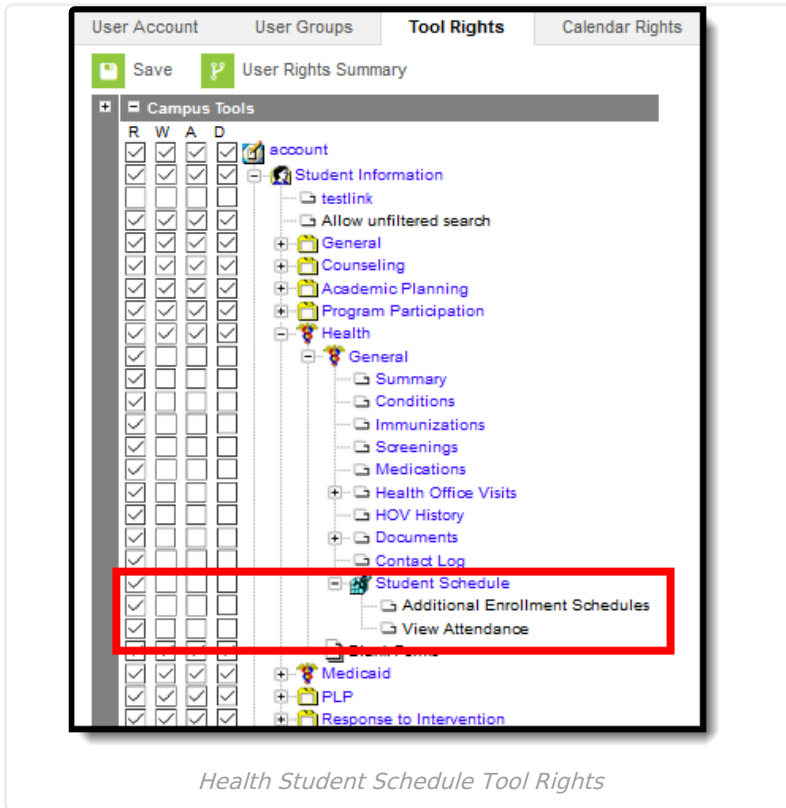 User Account User Groups Tool Rights Calendar Rights
Save User Rights Summary
Campus Tools
R W A D
account
Student Information
testlink
Allow unfiltered search
General
Counseling
Academic Planning
Program Participation
Health
General
Summary
Conditions
Immunizations
Screenings
Medications
Health Office Visits
HOV History
Documents
Contact Log
Student Schedule
Additional Enrollment Schedules
View Attendance
Blank Forms
Medicaid
PLP
Response to Intervention
Health Student Schedule Tool Rights